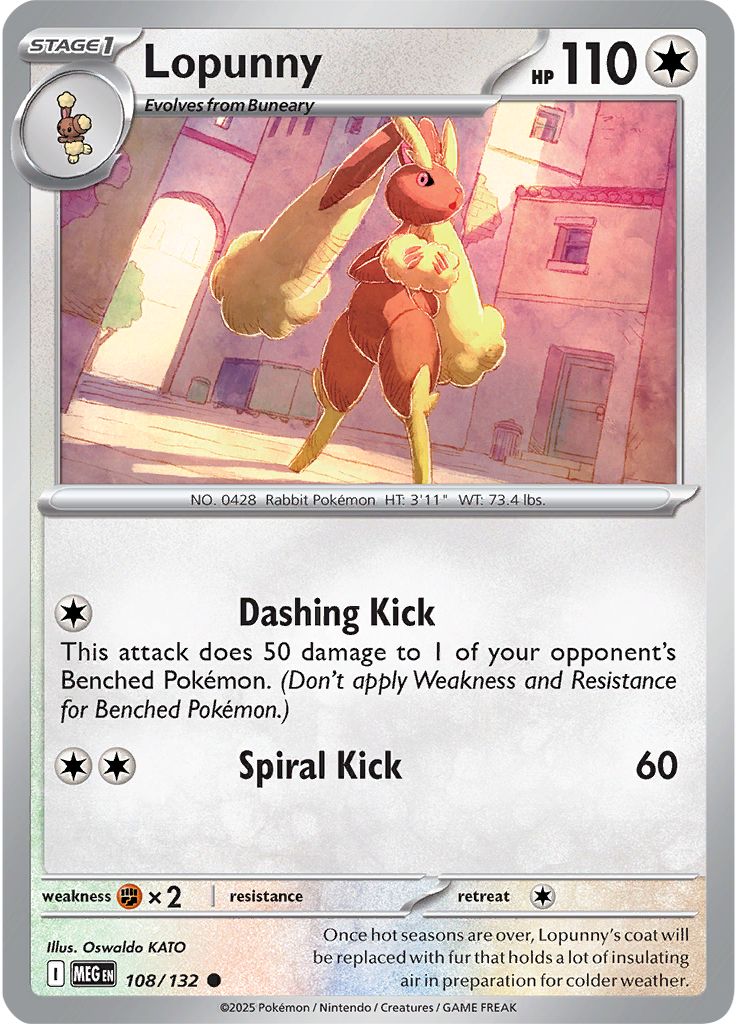 STAGE1
Lopunny
HP 110
Evolves from Buneary
NO. 0428 Rabbit Pokémon HT: 3'11" WT: 73.4 lbs.
Dashing Kick
This attack does 50 damage to 1 of your opponent's
Benched Pokémon. (Don't apply Weakness and Resistance
for Benched Pokémon.)
Spiral Kick 60
weakness ×2 resistance retreat
Illus. Oswaldo KATO
Once hot seasons are over, Lopunny's coat will
be replaced with fur that holds a lot of insulating
air in preparation for colder weather.
I MEG EN 108/132
©2025 Pokémon / Nintendo / Creatures / GAME FREAK